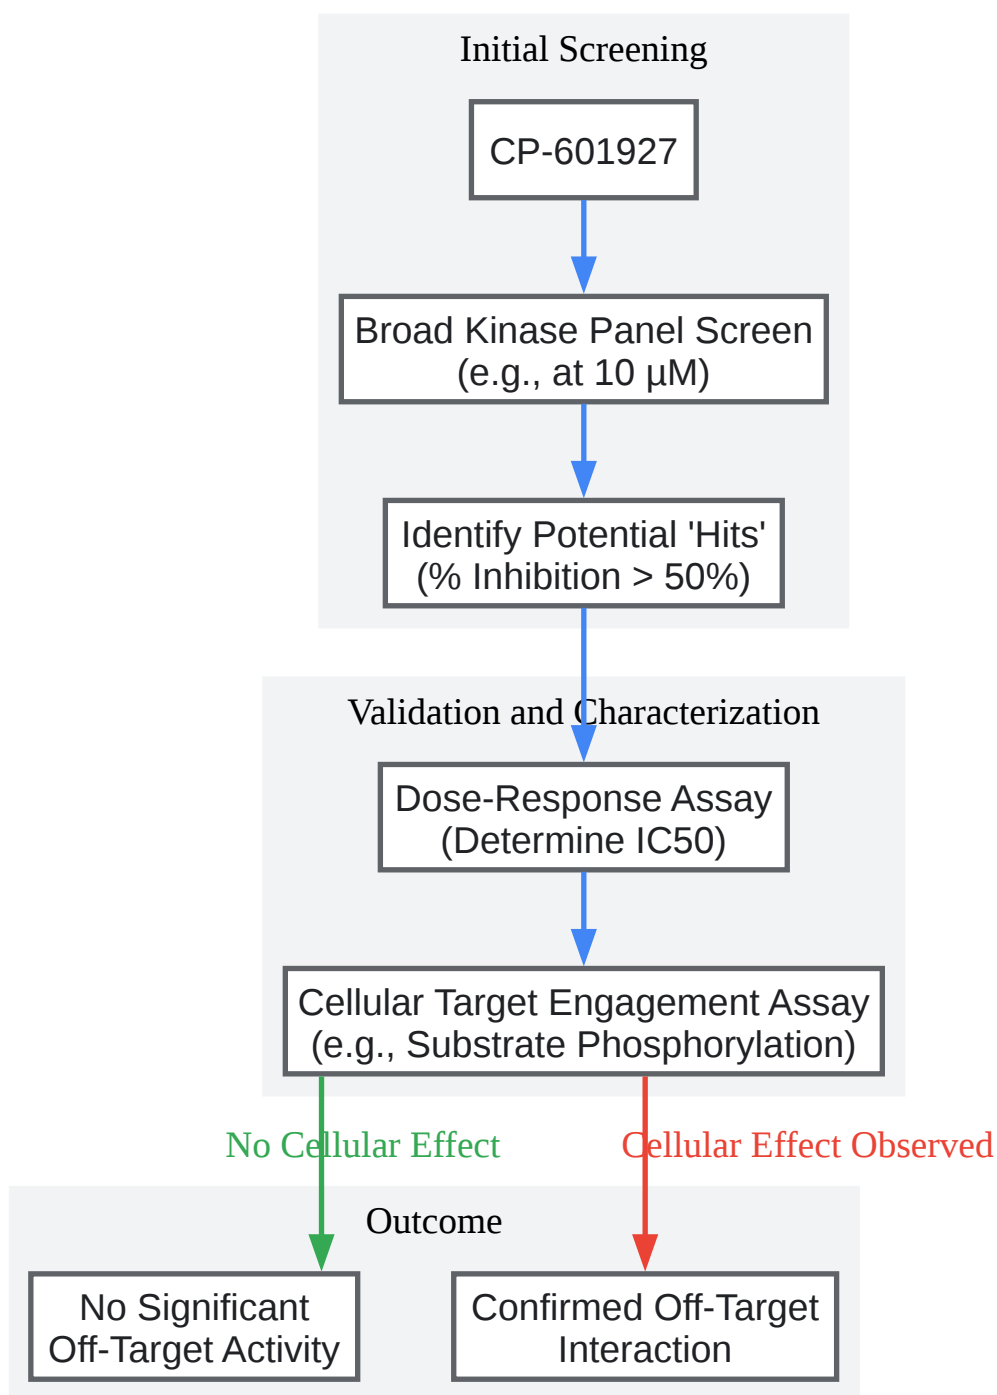 Initial Screening
CP-601927
Broad Kinase Panel Screen
(e.g., at 10 µM)
Identify Potential 'Hits'
(% Inhibition > 50%)
Validation and Characterization
Dose-Response Assay
(Determine IC50)
Cellular Target Engagement Assay
(e.g., Substrate Phosphorylation)
No Cellular Effect
Cellular Effect Observed
Outcome
No Significant
Off-Target Activity
Confirmed Off-Target
Interaction